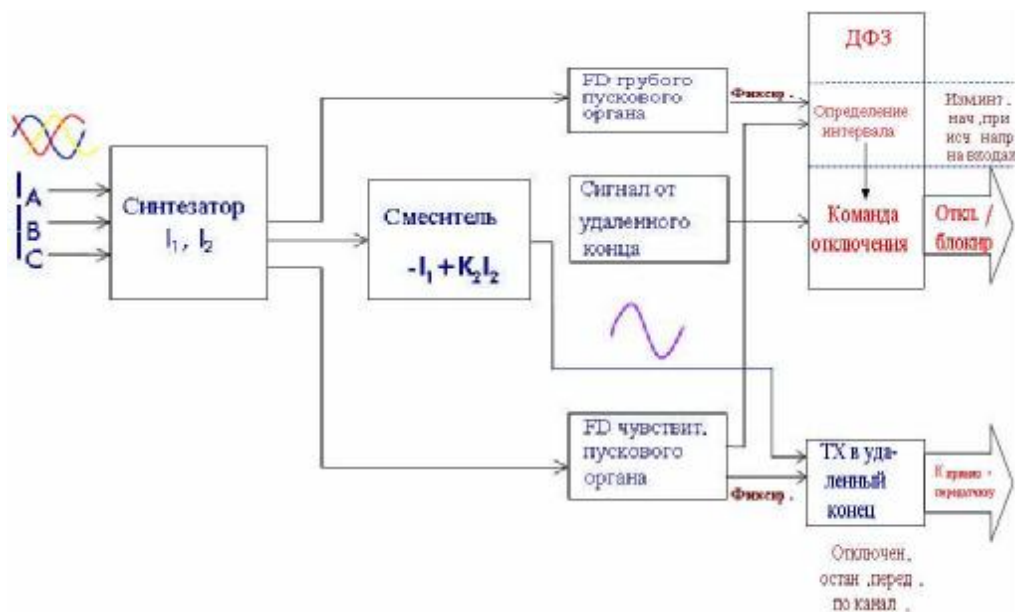 I A
I B
I C
Синтезатор
I₁, I₂
Смеситель
-I₁+K₂I₂
FD грубого
пускового
органа
Фиксир.
Сигнал от
удаленного
конца
FD чувствит.
пускового
органа
Фиксир.
ДФЗ
Определение
интервала
Команда
отключения
нач.,при
исч. напр
на входах
Откл. /
блокир
ТХ в уда-
ленный
конец
передатчику
Отключен.
остан .перед .
по канал .